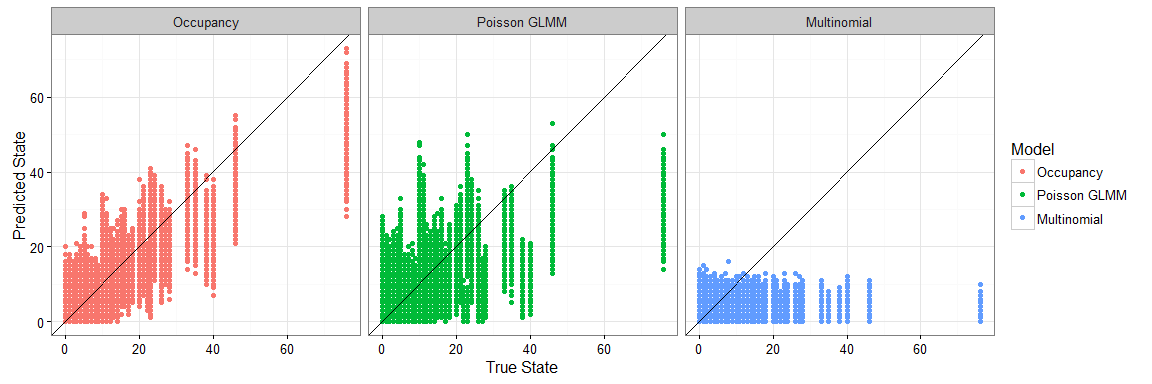 Occupancy Poisson GLMM Multinomial
Predicted State
60
40
20
0
0 20 40 60 0 20 40 60 0 20 40 60
True State
Model
Occupancy
Poisson GLMM
Multinomial